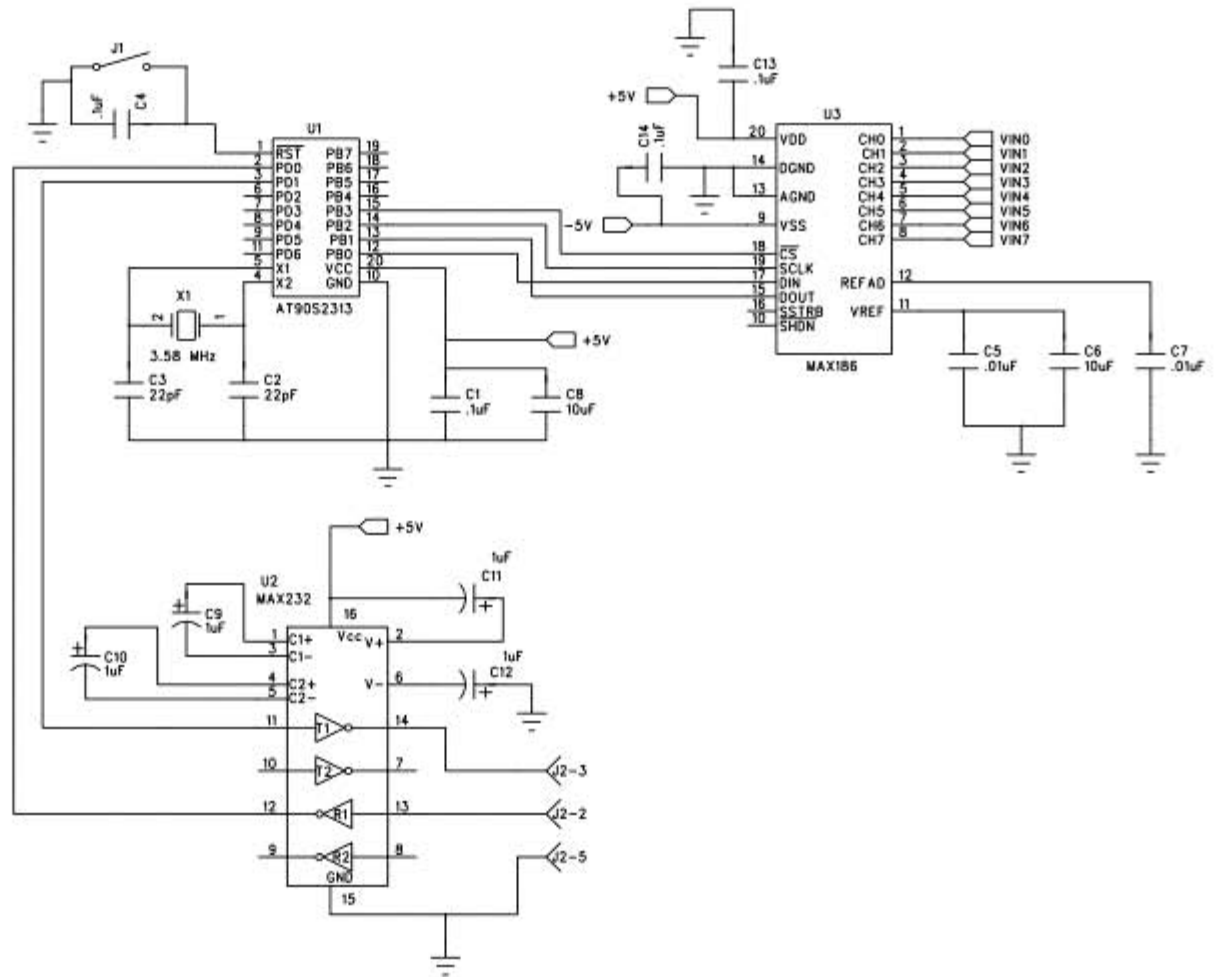 J1
.1uF
C4
U1
1 RST PB7 19
2 PD0 PB6 18
3 PD1 PB5 17
6 PD2 PB4 16
7 PD3 PB3 15
8 PD4 PB2 14
9 PD5 PB1 13
11 PD6 PB0 12
5 X1 VCC 20
4 X2 GND 10
AT90S2313
X1
2 1
3.58 MHz
C3
22pF
C2
22pF
+5V
C1
.1uF
C8
10uF
C13
.1uF
+5V
C14
.1uF
-5V
U3
20 VDD CH0 1 VIN0
CH1 2 VIN1
14 DGND CH2 3 VIN2
CH3 4 VIN3
13 AGND CH4 5 VIN4
CH5 6 VIN5
9 VSS CH6 7 VIN6
CH7 8 VIN7
18 CS
19 SCLK
17 DIN REFAD 12
15 DOUT
16 SSTRB VREF 11
10 SHDN
MAX186
C5
.01uF
C6
10uF
C7
.01uF
+5V
U2
MAX232
16
Vcc
1uF
C11
C9
1uF
C10
1uF
1 C1+ V+ 2
3 C1-
1uF
C12
4 C2+ V- 6
5 C2-
11 T1 14
10 T2 7 J2-3
12 R1 13 J2-2
9 R2 8 J2-5
GND
15